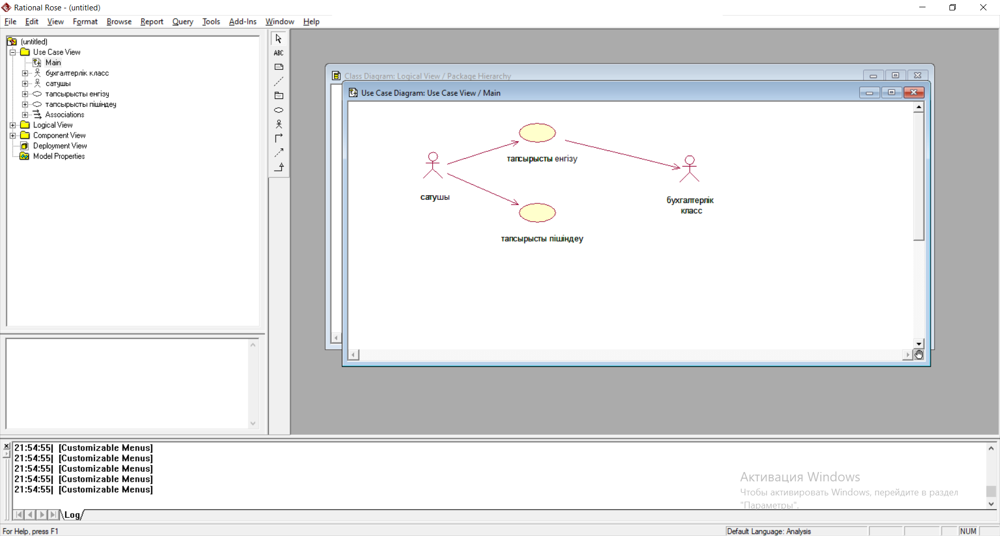 Rational Rose - (untitled)
File Edit View Format Browse Report Query Tools Add-Ins Window Help
(untitled)
Use Case View
Main
бухгалтерлік класс
сатушы
тапсырысты енгізу
тапсырысты пішіндеу
Associations
Logical View
Component View
Deployment View
Model Properties
ABC
Class Diagram: Logical View / Package Hierarchy
Use Case Diagram: Use Case View / Main
тапсырысты енгізу
сатушы
бухгалтерлік
класс
тапсырысты пішіндеу
21:54:55| [Customizable Menus]
21:54:55| [Customizable Menus]
21:54:55| [Customizable Menus]
21:54:55| [Customizable Menus]
21:54:55| [Customizable Menus]
Активация Windows
Чтобы активировать Windows, перейдите в раздел
"Параметры".
Log
For Help, press F1
Default Language: Analysis
NUM